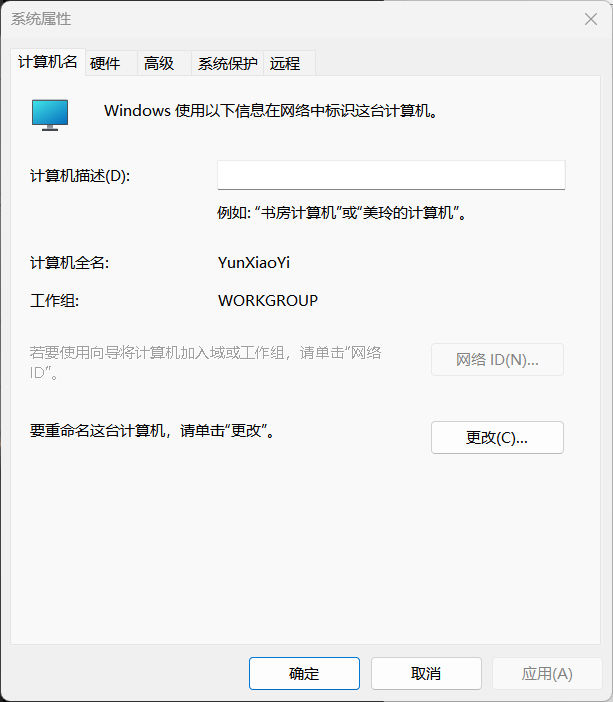 系统属性
计算机名 硬件 高级 系统保护 远程
Windows 使用以下信息在网络中标识这台计算机。
计算机描述(D):
例如: “书房计算机”或“美玲的计算机”。
计算机全名: YunXiaoYi
工作组: WORKGROUP
若要使用向导将计算机加入域或工作组，请单击“网络
ID”。
网络 ID(N)...
要重命名这台计算机，请单击“更改”。
更改(C)...
确定 取消 应用(A)